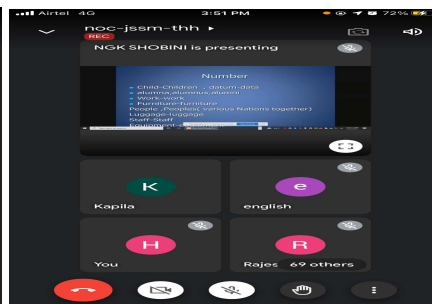 Airtel 4G 3:51 PM 72%
noc-jssm-thh
REC
NGK SHOBINI is presenting
Number
Child-Children , datum-data
alumna,alumnus,alumni
Work-work
Furniture-furniture
People ,Peoples( various Nations together)
Luggage-luggage
Staff-Staff
K
Kapila
e
english
H
You
R
Rajes 69 others